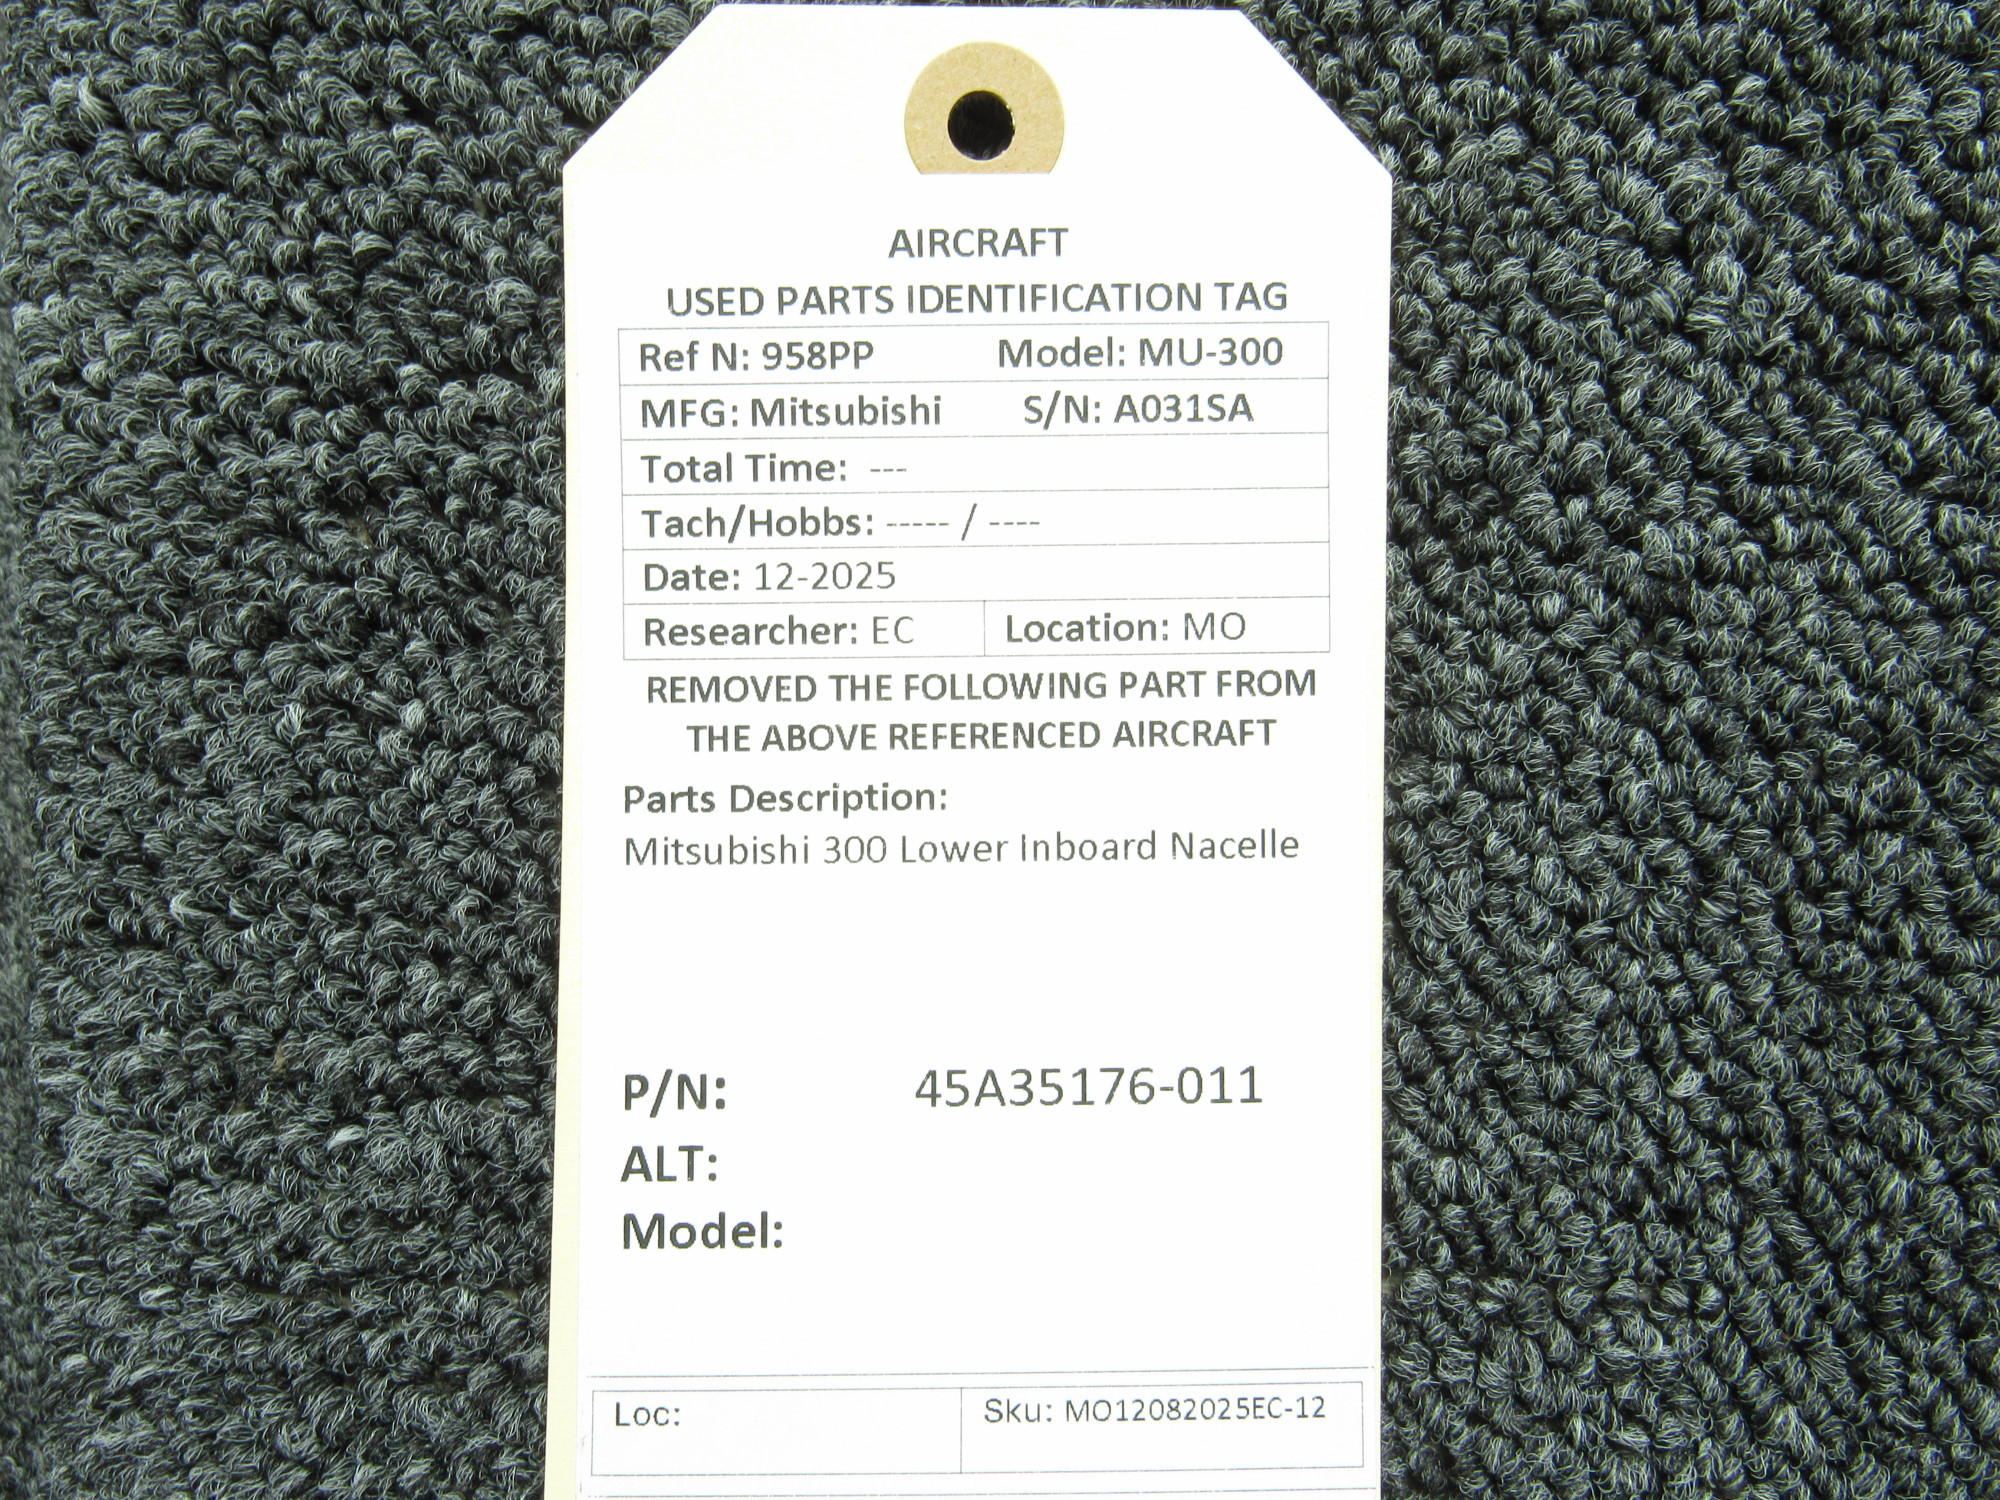 AIRCRAFT
USED PARTS IDENTIFICATION TAG
Ref N: 958PP Model: MU-300
MFG: Mitsubishi S/N: A031SA
Total Time: ---
Tach/Hobbs: ----- / ----
Date: 12-2025
Researcher: EC Location: MO
REMOVED THE FOLLOWING PART FROM
THE ABOVE REFERENCED AIRCRAFT
Parts Description:
Mitsubishi 300 Lower Inboard Nacelle
P/N: 45A35176-011
ALT:
Model:
Loc: Sku: MO12082025EC-12